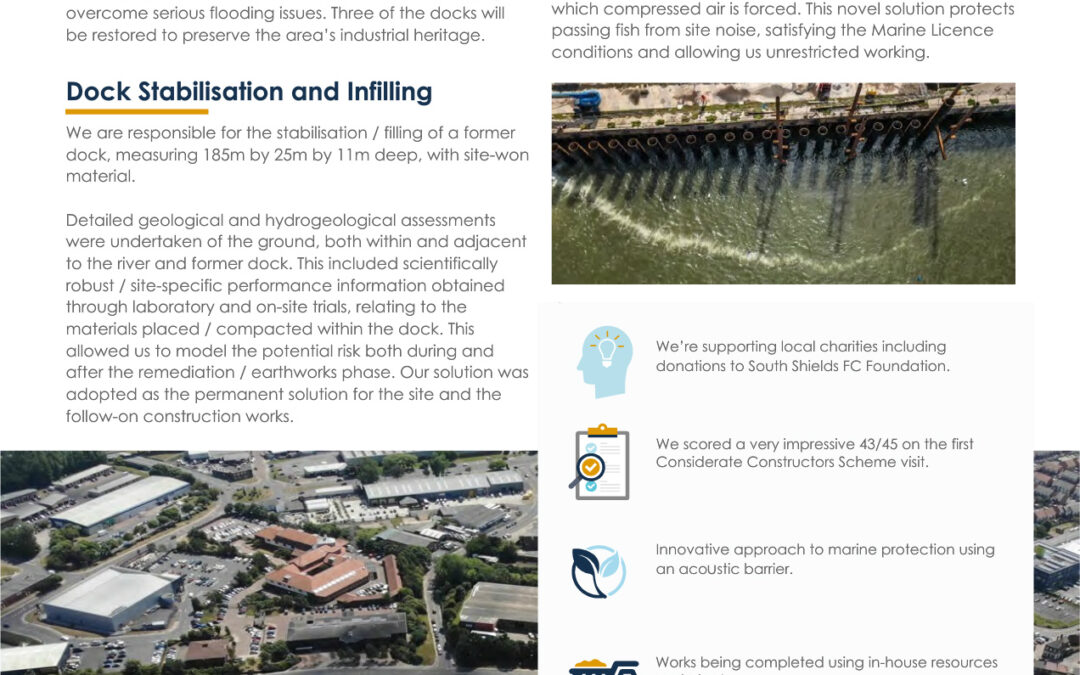 overcome serious flooding issues. Three of the docks will
be restored to preserve the area's industrial heritage.
Dock Stabilisation and Infilling
We are responsible for the stabilisation / filling of a former
dock, measuring 185m by 25m by 11m deep, with site-won
material.
Detailed geological and hydrogeological assessments
were undertaken of the ground, both within and adjacent
to the river and former dock. This included scientifically
robust / site-specific performance information obtained
through laboratory and on-site trials, relating to the
materials placed / compacted within the dock. This
allowed us to model the potential risk both during and
after the remediation / earthworks phase. Our solution was
adopted as the permanent solution for the site and the
follow-on construction works.
which compressed air is forced. This novel solution protects
passing fish from site noise, satisfying the Marine Licence
conditions and allowing us unrestricted working.
We're supporting local charities including
donations to South Shields FC Foundation.
We scored a very impressive 43/45 on the first
Considerate Constructors Scheme visit.
Innovative approach to marine protection using
an acoustic barrier.
Works being completed using in-house resources